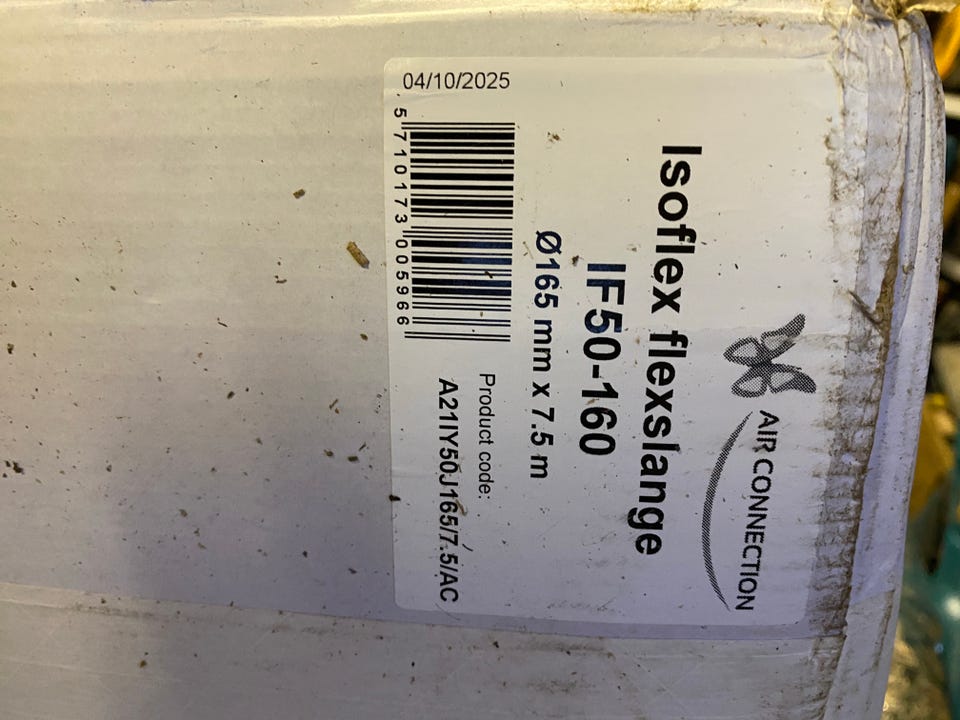 AIR CONNECTION
Isoflex flexslange
IF50-160
Ø165 mm x 7.5 m
Product code:
A21IY50J165/7.5/AC
5 710173 005966
04/10/2025